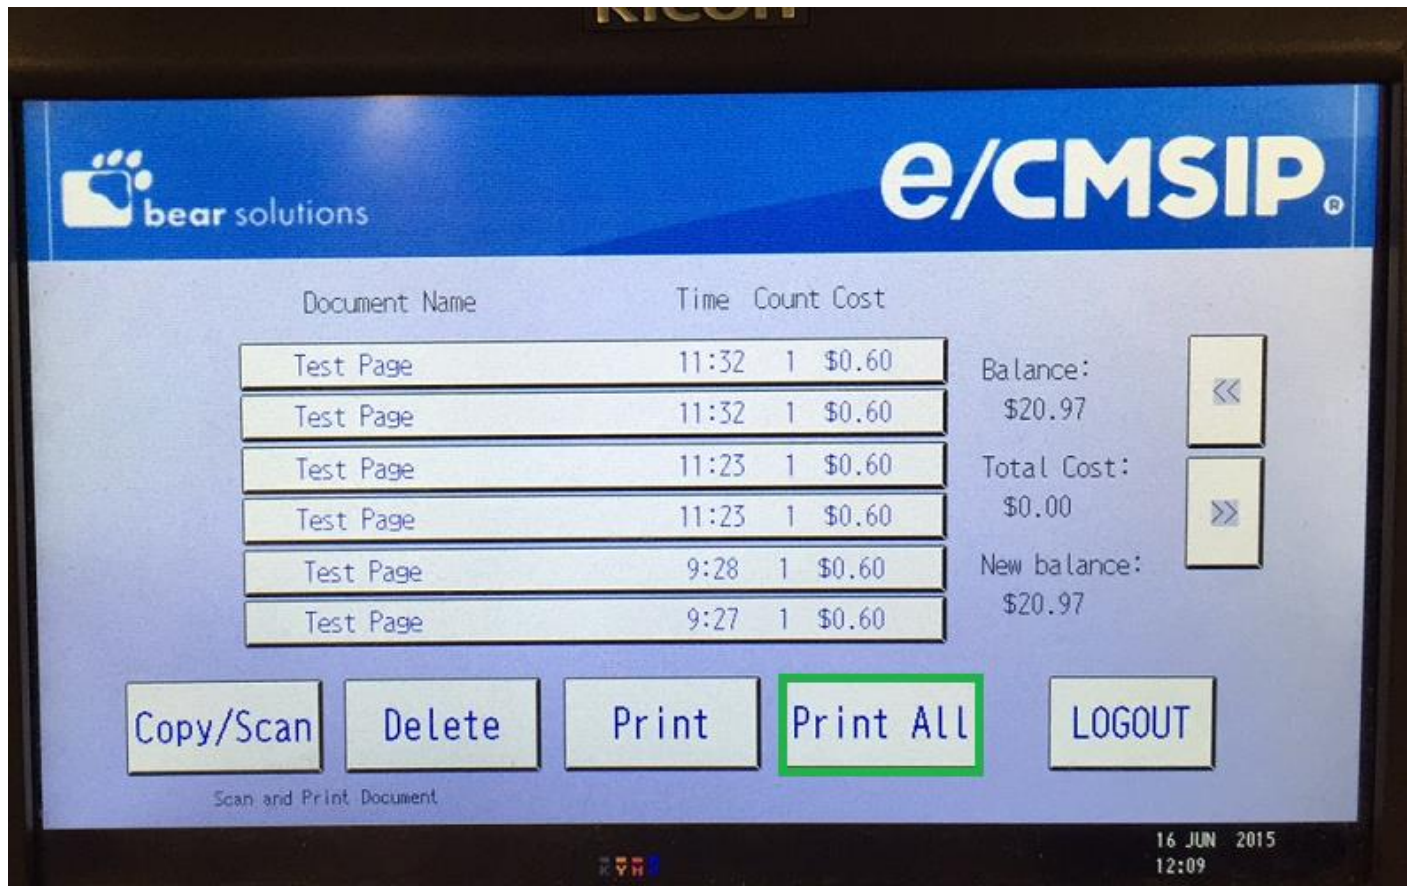 RICOH
e/CMSIP®
bear solutions
Document Name Time Count Cost
Test Page 11:32 1 $0.60
Test Page 11:32 1 $0.60
Test Page 11:23 1 $0.60
Test Page 11:23 1 $0.60
Test Page 9:28 1 $0.60
Test Page 9:27 1 $0.60
Balance:
$20.97
Total Cost:
$0.00
New balance:
$20.97
<<
>>
Copy/Scan Delete Print Print All LOGOUT
Scan and Print Document
16 JUN 2015
12:09
K Y M